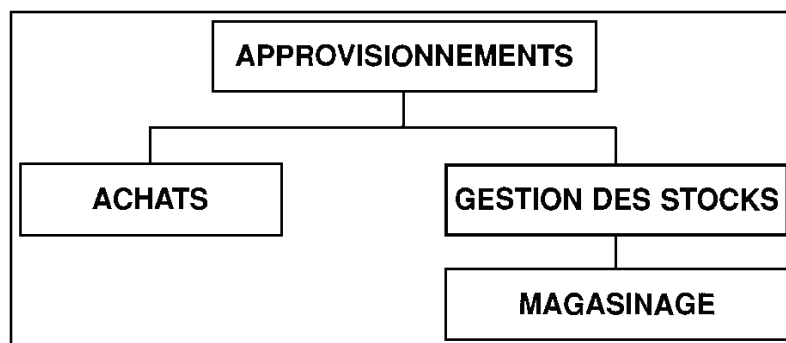 APPROVISIONNEMENTS
ACHATS
GESTION DES STOCKS
MAGASINAGE